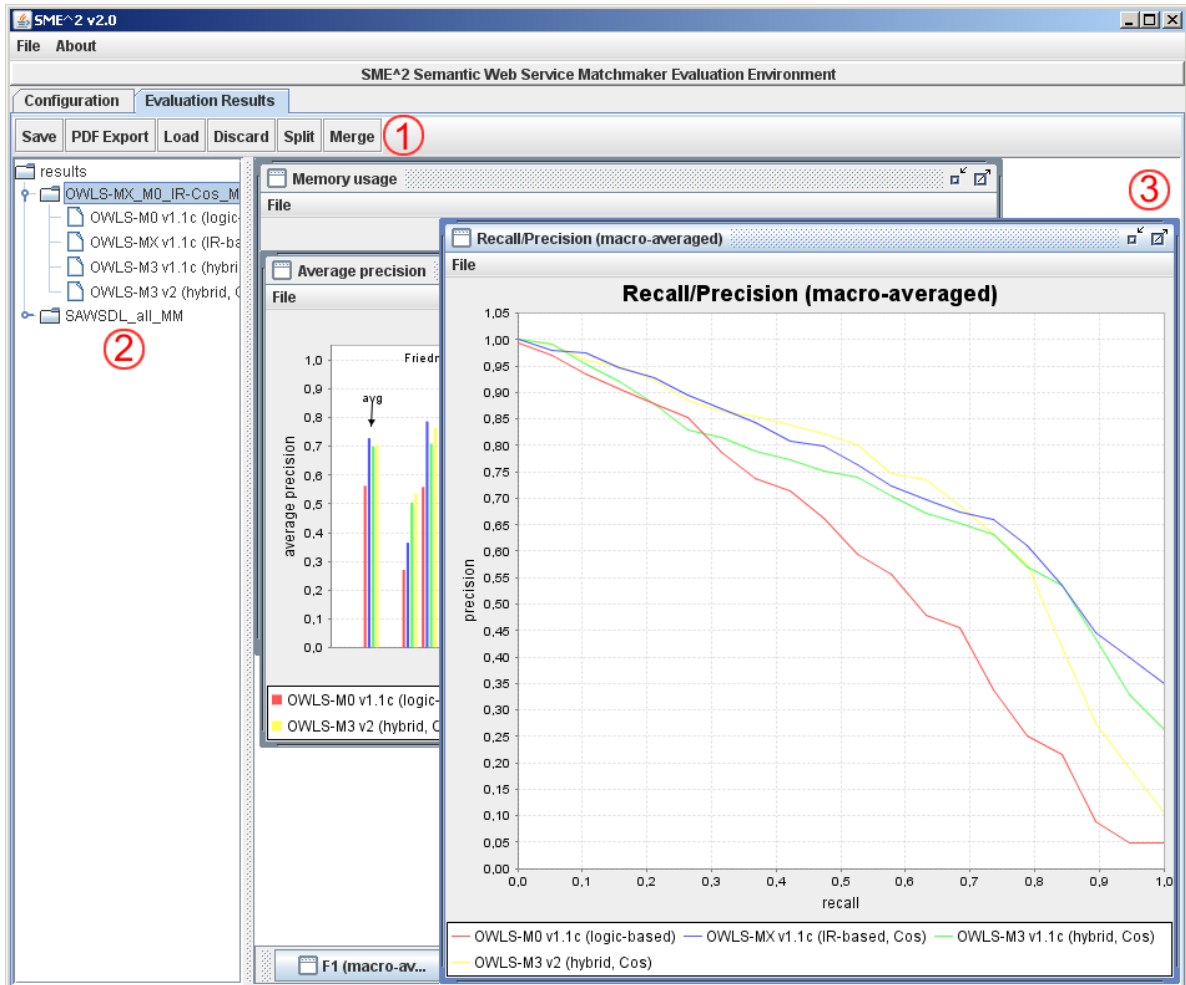 SME^2 v2.0
File About
SME^2 Semantic Web Service Matchmaker Evaluation Environment
Configuration Evaluation Results
Save PDF Export Load Discard Split Merge 1
results
OWLS-MX_M0_IR-Cos_M
OWLS-M0 v1.1c (logic-
OWLS-MX v1.1c (IR-ba
OWLS-M3 v1.1c (hybri
OWLS-M3 v2 (hybrid, C
SAWSDL_all_MM
2
3
Memory usage
File
Average precision
File
Friedr
avg
1,0
0,9
0,8
0,7
0,6
0,5
0,4
0,3
0,2
0,1
0,0
average precision
OWLS-M0 v1.1c (logic-
OWLS-M3 v2 (hybrid, C
Recall/Precision (macro-averaged)
File
Recall/Precision (macro-averaged)
1,05
1,00
0,95
0,90
0,85
0,80
0,75
0,70
0,65
0,60
0,55
0,50
0,45
0,40
0,35
0,30
0,25
0,20
0,15
0,10
0,05
0,00
precision
0,0 0,1 0,2 0,3 0,4 0,5 0,6 0,7 0,8 0,9 1,0
recall
OWLS-M0 v1.1c (logic-based) OWLS-MX v1.1c (IR-based, Cos) OWLS-M3 v1.1c (hybrid, Cos)
OWLS-M3 v2 (hybrid, Cos)
F1 (macro-av...